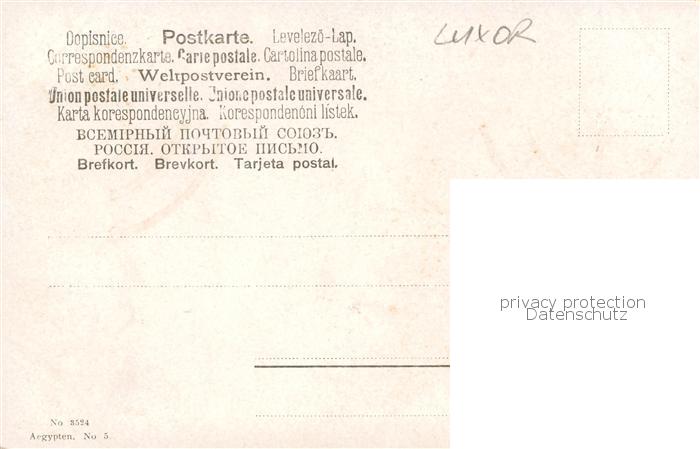 Dopisnice. Postkarte. Levelező-Lap.
Correspondenzkarte. Carte postale. Cartolina postale.
Post card. Weltpostverein. Briefkaart.
Union postale universelle. Unione postale universale.
Karta korespondencyjna. Korespondenčni listek.
ВСЕМІРНЫЙ ПОЧТОВЫЙ СОЮЗЪ.
РОССІЯ. ОТКРЫТОЕ ПИСЬМО.
Brefkort. Brevkort. Tarjeta postal.
LUXOR
privacy protection
Datenschutz
No 3524
Aegypten, No 5.